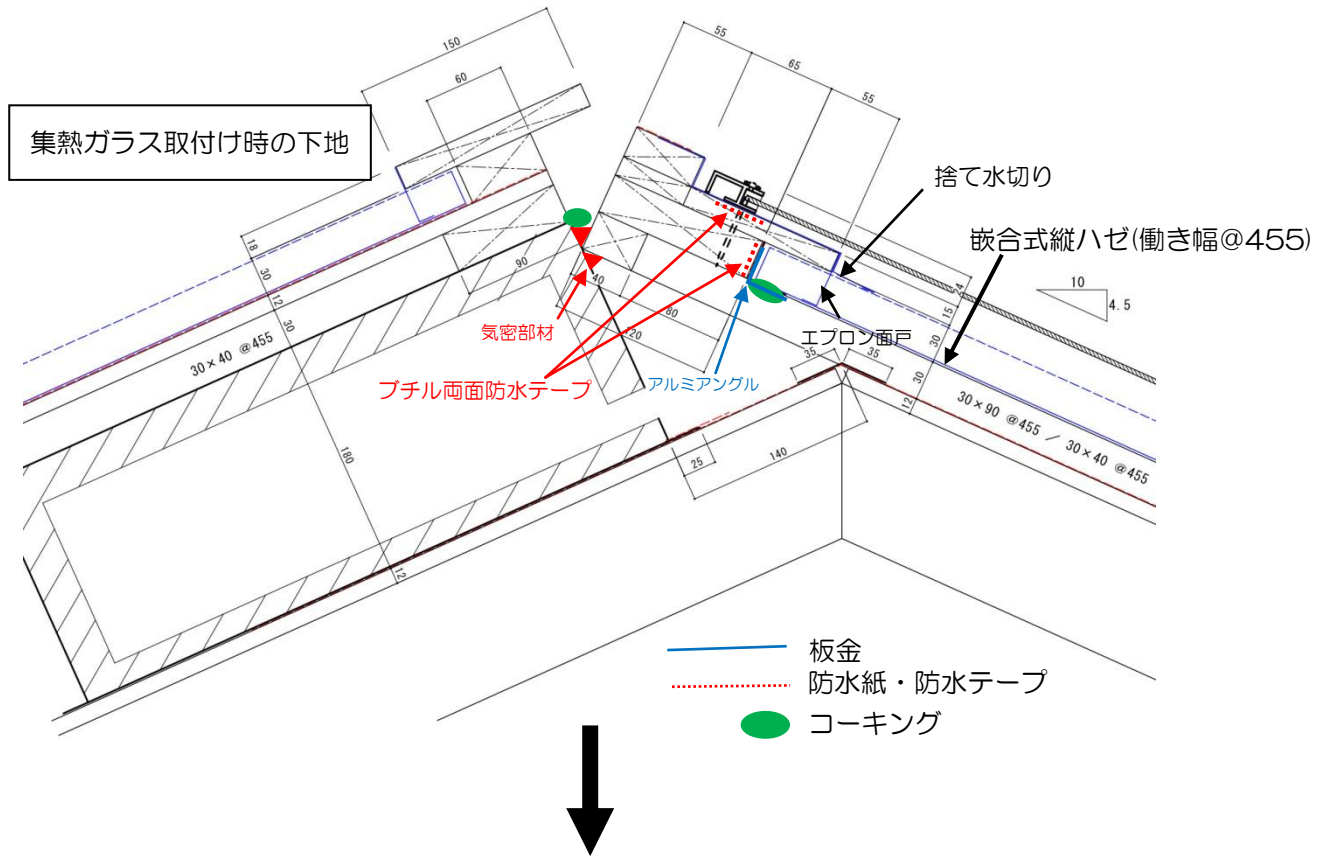 集熱ガラス取付け時の下地
150
60
55
65
55
捨て水切り
嵌合式縦ハゼ(働き幅@455)
18
30
12
30
30×40 @455
90
40
80
120
気密部材
ブチル両面防水テープ
アルミアングル
エプロン面戸
10
4.5
24
15
30
30
12
35
35
30×90 @455 / 30×40 @455
180
25
140
12
板金
防水紙・防水テープ
コーキング